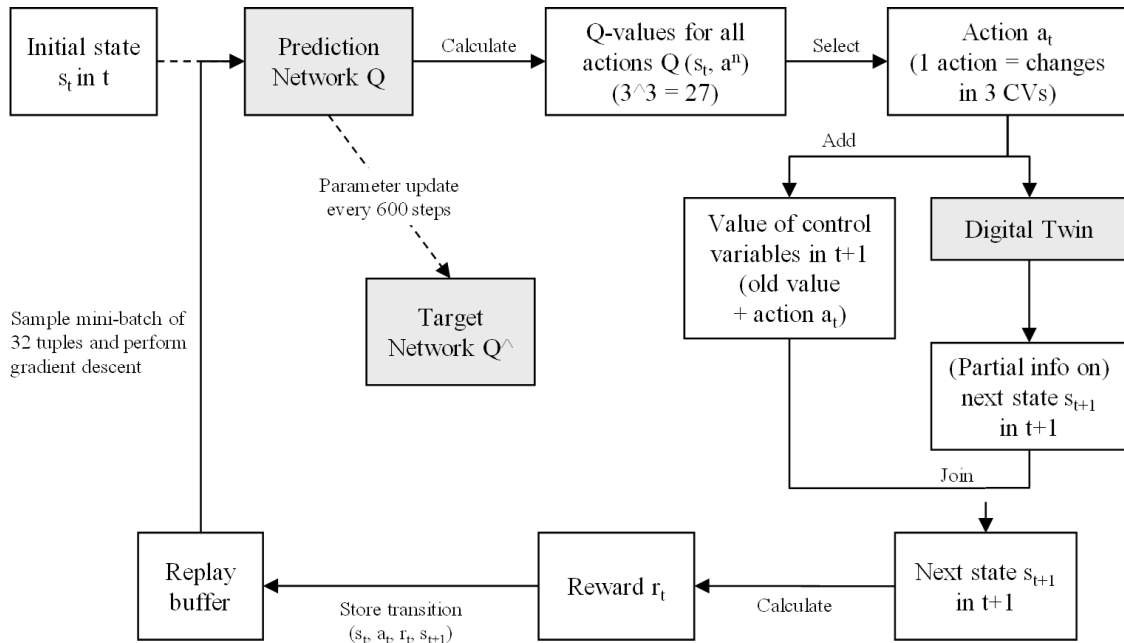 Initial state
s_t in t
Prediction
Network Q
Calculate
Q-values for all
actions Q (s_t, a^n)
(3^3 = 27)
Select
Action a_t
(1 action = changes
in 3 CVs)
Add
Parameter update
every 600 steps
Value of control
variables in t+1
(old value
+ action a_t)
Digital Twin
Target
Network Q^
Sample mini-batch of
32 tuples and perform
gradient descent
(Partial info on)
next state s_{t+1}
in t+1
Join
Replay
buffer
Store transition
(s_t, a_t, r_t, s_{t+1})
Reward r_t
Calculate
Next state s_{t+1}
in t+1